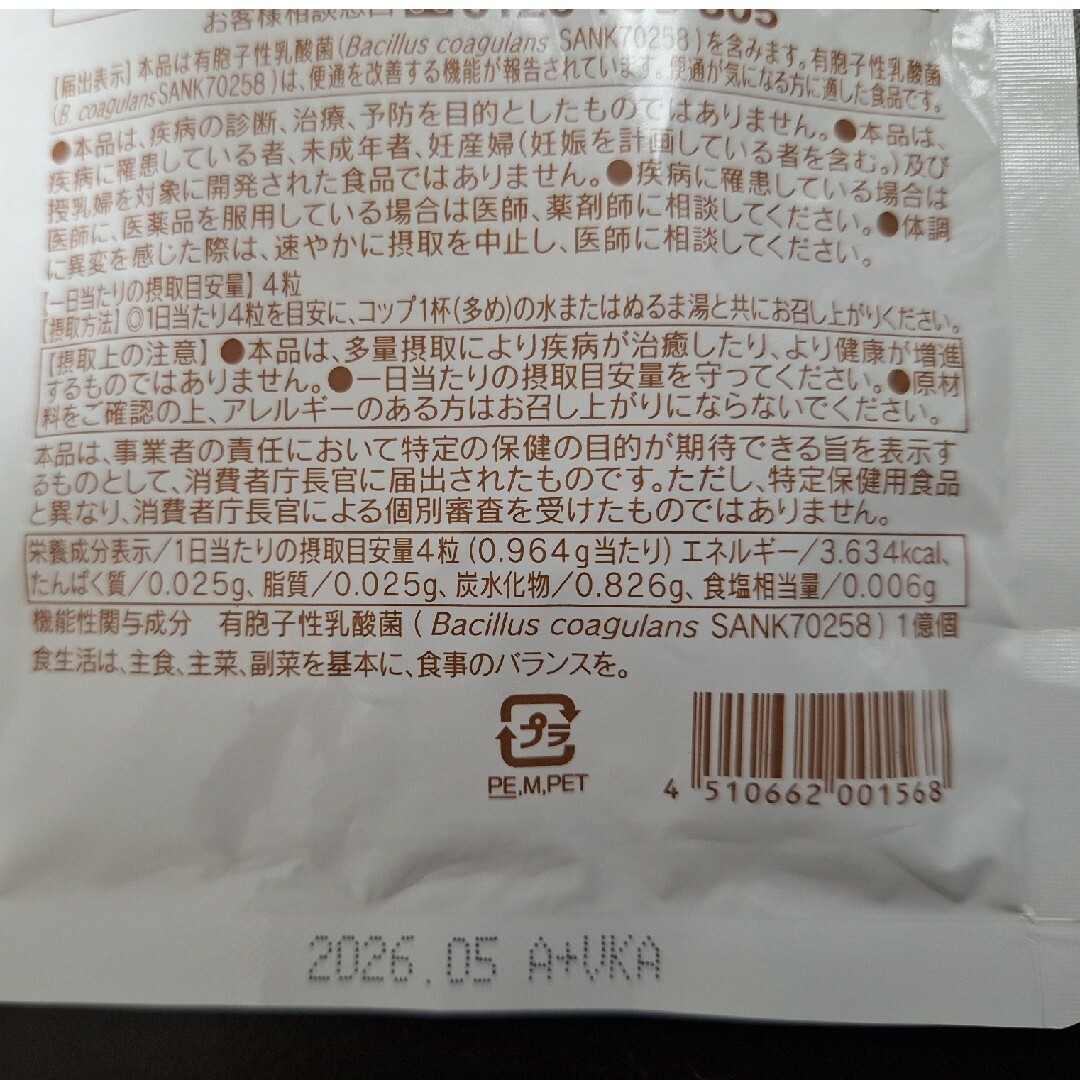 お客様相談窓口
【届出表示】本品は有胞子性乳酸菌(Bacillus coagulans SANK70258)を含みます。有胞子性乳酸菌
(B. coagulans SANK70258)は、便通を改善する機能が報告されています。便通が気になる方に適した食品です。
●本品は、疾病の診断、治療、予防を目的としたものではありません。●本品は、
疾病に罹患している者、未成年者、妊産婦(妊娠を計画している者を含む。)及び
授乳婦を対象に開発された食品ではありません。●疾病に罹患している場合は
医師に、医薬品を服用している場合は医師、薬剤師に相談してください。●体調
に異変を感じた際は、速やかに摂取を中止し、医師に相談してください。
【一日当たりの摂取目安量】4粒
【摂取方法】◎1日当たり4粒を目安に、コップ1杯(多め)の水またはぬるま湯と共にお召し上がりください。
【摂取上の注意】●本品は、多量摂取により疾病が治癒したり、より健康が増進
するものではありません。●一日当たりの摂取目安量を守ってください。●原材
料をご確認の上、アレルギーのある方はお召し上がりにならないでください。
本品は、事業者の責任において特定の保健の目的が期待できる旨を表示す
るものとして、消費者庁長官に届出されたものです。ただし、特定保健用食品
と異なり、消費者庁長官による個別審査を受けたものではありません。
栄養成分表示/1日当たりの摂取目安量4粒(0.964g当たり)エネルギー/3.634kcal、
たんぱく質/0.025g、脂質/0.025g、炭水化物/0.826g、食塩相当量/0.006g
機能性関与成分 有胞子性乳酸菌(Bacillus coagulans SANK70258)1億個
食生活は、主食、主菜、副菜を基本に、食事のバランスを。
プラ
PE,M,PET
4 510662 001568
2026.05 A+VKA